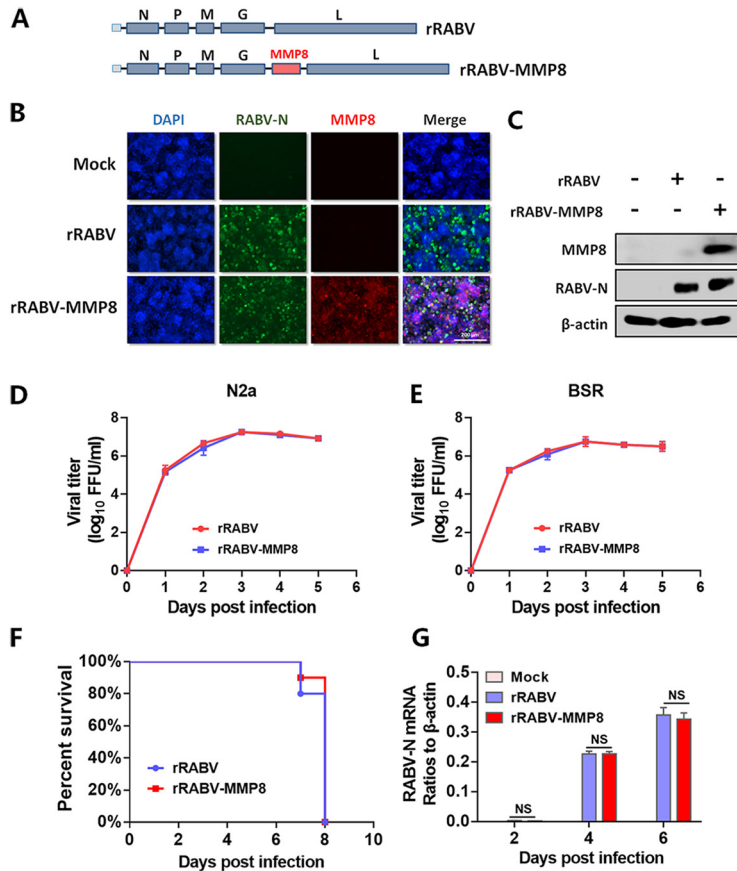 A
N P M G L
rRABV
N P M G MMP8 L
rRABV-MMP8
B
DAPI RABV-N MMP8 Merge
Mock
rRABV
rRABV-MMP8
200 μm
C
rRABV - + -
rRABV-MMP8 - - +
MMP8
RABV-N
β-actin
D
N2a
Viral titer
(log10 FFU/ml)
8
6
4
2
0
rRABV
rRABV-MMP8
0 1 2 3 4 5 6
Days post infection
E
BSR
Viral titer
(log10 FFU/ml)
8
6
4
2
0
rRABV
rRABV-MMP8
0 1 2 3 4 5 6
Days post infection
F
Percent survival
100%
80%
60%
40%
20%
0%
rRABV
rRABV-MMP8
0 2 4 6 8 10
Days post infection
G
RABV-N mRNA
Ratios to β-actin
0.5
0.4
0.3
0.2
0.1
0.0
Mock
rRABV
rRABV-MMP8
NS
NS
NS
2 4 6
Days post infection